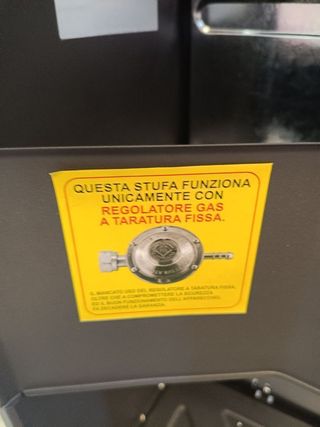 QUESTA STUFA FUNZIONA
UNICAMENTE CON
REGOLATORE GAS
A TARATURA FISSA.
IL MANCATO USO DEL REGOLATORE A TARATURA FISSA,
OLTRE CHE A COMPROMETTERE LA SICUREZZA
ED IL BUON FUNZIONAMENTO DELL'APPARECCHIO,
FA DECADERE LA GARANZIA.